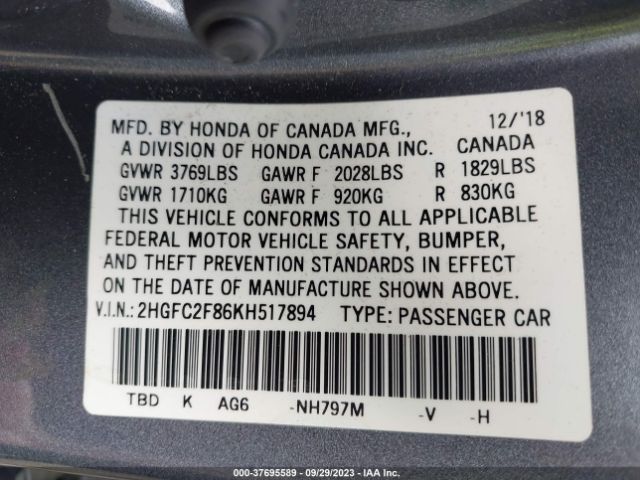 MFD. BY HONDA OF CANADA MFG., 12/'18
A DIVISION OF HONDA CANADA INC. CANADA
GVWR 3769LBS GAWR F 2028LBS R 1829LBS
GVWR 1710KG GAWR F 920KG R 830KG
THIS VEHICLE CONFORMS TO ALL APPLICABLE
FEDERAL MOTOR VEHICLE SAFETY, BUMPER,
AND THEFT PREVENTION STANDARDS IN EFFECT
ON THE DATE OF MANUFACTURE SHOWN ABOVE.
V.I.N.: 2HGFC2F86KH517894 TYPE: PASSENGER CAR
TBD K AG6 -NH797M -V -H
000-37695589 - 09/29/2023 - IAA Inc.